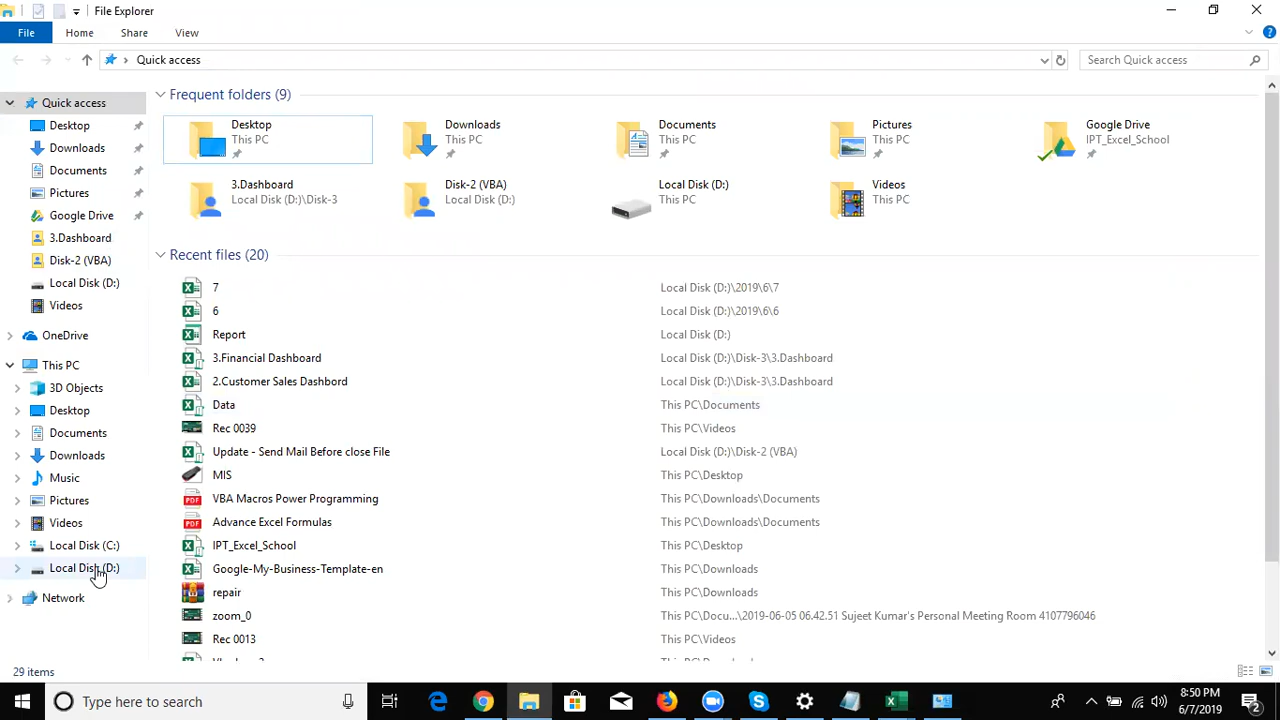 File Explorer
File Home Share View
Quick access Search Quick access
Quick access
Desktop
Downloads
Documents
Pictures
Google Drive
3.Dashboard
Disk-2 (VBA)
Local Disk (D:)
Videos
OneDrive
This PC
3D Objects
Desktop
Documents
Downloads
Music
Pictures
Videos
Local Disk (C:)
Local Disk (D:)
Network
Frequent folders (9)
Desktop
This PC
Downloads
This PC
Documents
This PC
Pictures
This PC
Google Drive
IPT_Excel_School
3.Dashboard
Local Disk (D:)\Disk-3
Disk-2 (VBA)
Local Disk (D:)
Local Disk (D:)
This PC
Videos
This PC
Recent files (20)
7 Local Disk (D:)\2019\6\7
6 Local Disk (D:)\2019\6\6
Report Local Disk (D:)
3.Financial Dashboard Local Disk (D:)\Disk-3\3.Dashboard
2.Customer Sales Dashbord Local Disk (D:)\Disk-3\3.Dashboard
Data This PC\Documents
Rec 0039 This PC\Videos
Update - Send Mail Before close File Local Disk (D:)\Disk-2 (VBA)
MIS This PC\Desktop
VBA Macros Power Programming This PC\Downloads\Documents
Advance Excel Formulas This PC\Downloads\Documents
IPT_Excel_School This PC\Desktop
Google-My-Business-Template-en This PC\Downloads
repair This PC\Downloads
zoom_0 This PC\Docu...\2019-06-05 06.42.51 Sujeet Kumar's Personal Meeting Room 4107796046
Rec 0013 This PC\Videos
29 items
Type here to search
8:50 PM
6/7/2019
2